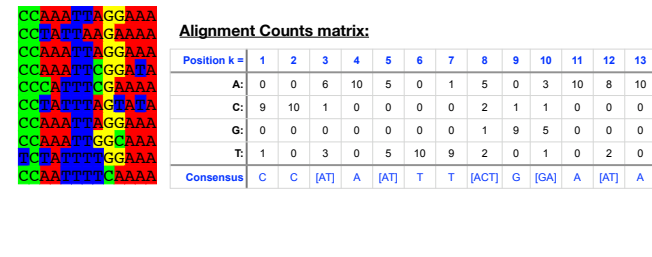 CCAAATTAGGAAA
CCTATTAAGAAAA
CCAAATTAGGAAA
CCAAATTCGGATA
CCCATTTCGAAAA
CCTATTTAGTATA
CCAAATTAGGAAA
CCAAATTGGCAAA
TCTATTTTGGAAA
CCAATTTTCAAAA
Alignment Counts matrix:
Position k = 1 2 3 4 5 6 7 8 9 10 11 12 13
A: 0 0 6 10 5 0 1 5 0 3 10 8 10
C: 9 10 1 0 0 0 0 2 1 1 0 0 0
G: 0 0 0 0 0 0 0 1 9 5 0 0 0
T: 1 0 3 0 5 10 9 2 0 1 0 2 0
Consensus C C [AT] A [AT] T T [ACT] G [GA] A [AT] A